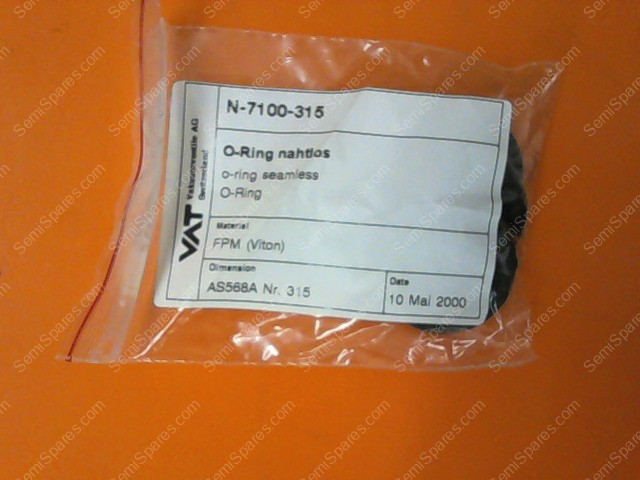 N-7100-315
O-Ring nahtlos
o-ring seamless
O-Ring
Material
FPM (Viton)
Dimension
AS568A Nr. 315
Date
10 Mai 2000
VAT
Vakuumventile AG
Switzerland
SemiSpares.com